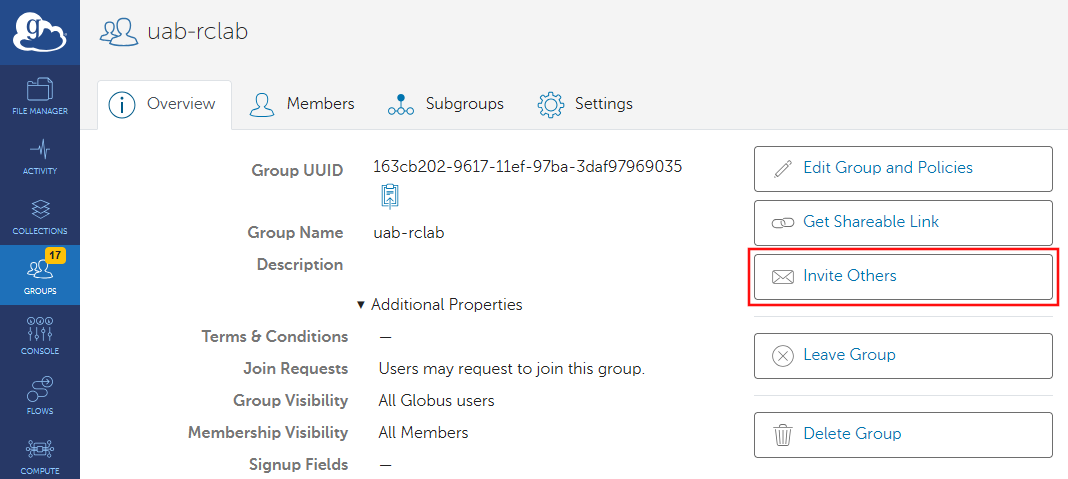 g
uab-rclab
FILE MANAGER
ACTIVITY
COLLECTIONS
17
GROUPS
CONSOLE
FLOWS
COMPUTE
Overview
Members
Subgroups
Settings
Group UUID 163cb202-9617-11ef-97ba-3daf97969035
Group Name uab-rclab
Description
▾ Additional Properties
Terms & Conditions —
Join Requests Users may request to join this group.
Group Visibility All Globus users
Membership Visibility All Members
Signup Fields —
Edit Group and Policies
Get Shareable Link
Invite Others
Leave Group
Delete Group